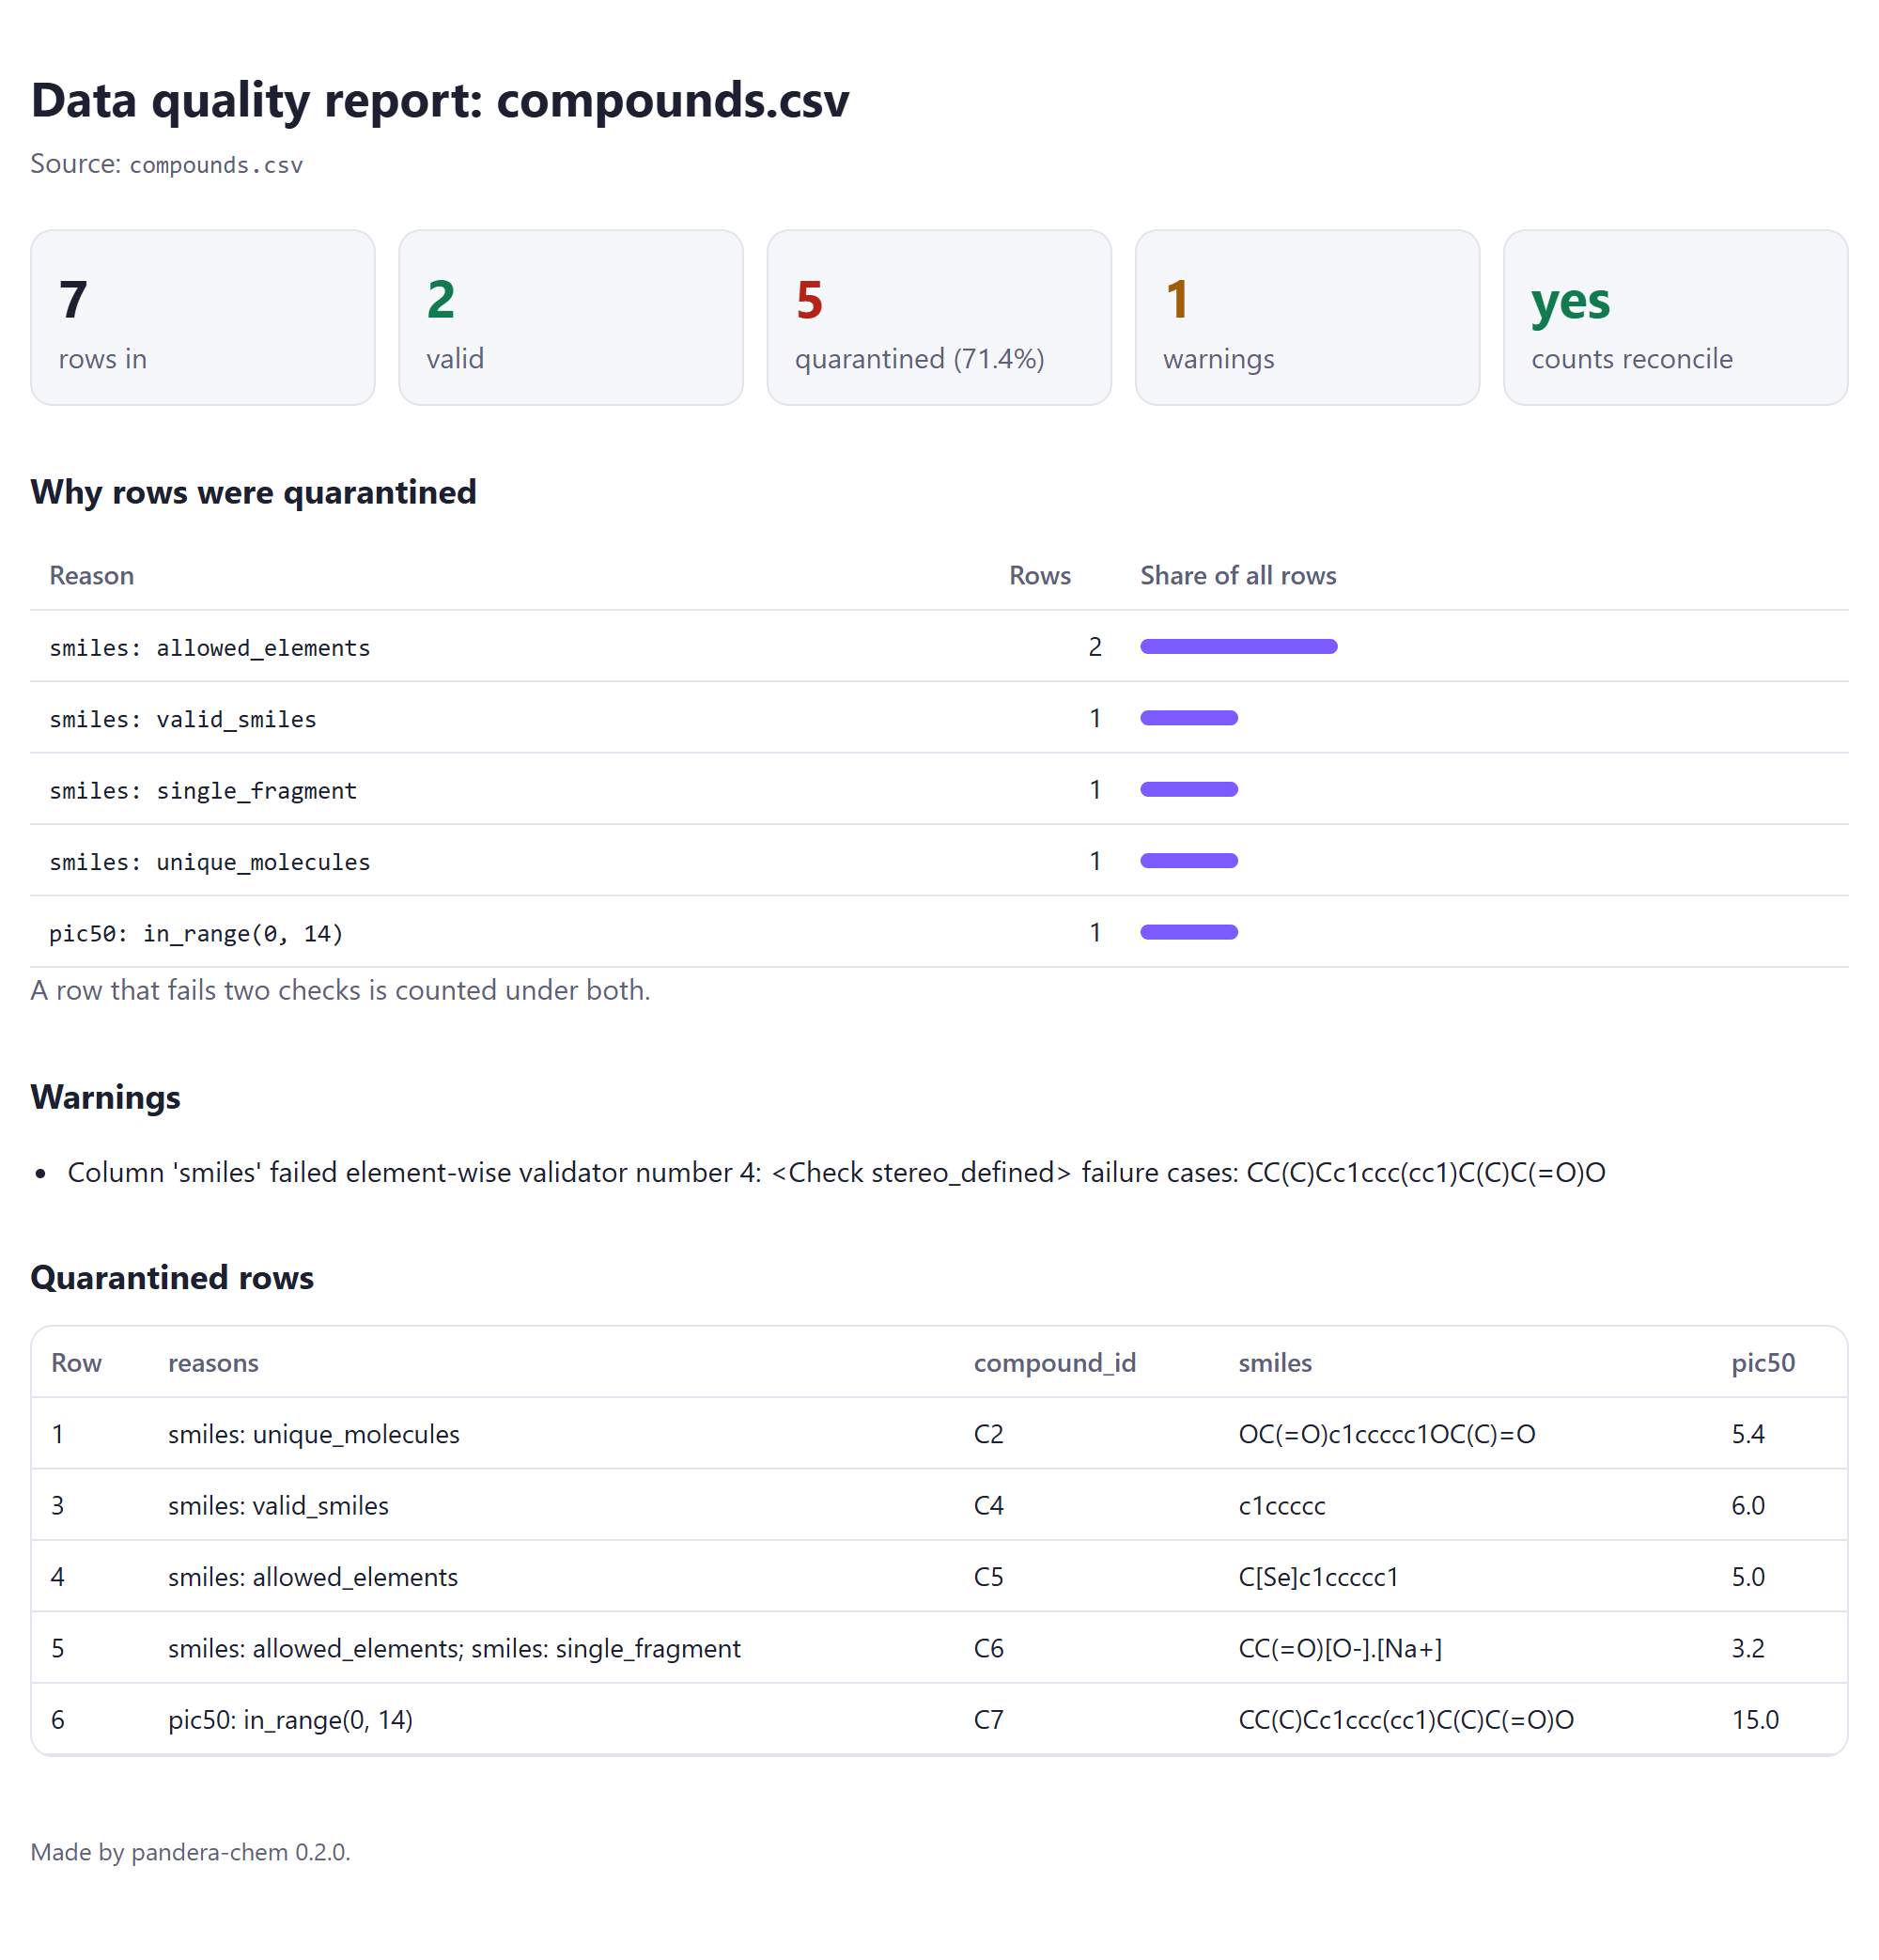 Data quality report: compounds.csv
Source: compounds.csv
7
rows in
2
valid
5
quarantined (71.4%)
1
warnings
yes
counts reconcile
Why rows were quarantined
Reason Rows Share of all rows
smiles: allowed_elements 2
smiles: valid_smiles 1
smiles: single_fragment 1
smiles: unique_molecules 1
pic50: in_range(0, 14) 1
A row that fails two checks is counted under both.
Warnings
• Column 'smiles' failed element-wise validator number 4: <Check stereo_defined> failure cases: CC(C)Cc1ccc(cc1)C(C)C(=O)O
Quarantined rows
Row reasons compound_id smiles pic50
1 smiles: unique_molecules C2 OC(=O)c1ccccc1OC(C)=O 5.4
3 smiles: valid_smiles C4 c1ccccc 6.0
4 smiles: allowed_elements C5 C[Se]c1ccccc1 5.0
5 smiles: allowed_elements; smiles: single_fragment C6 CC(=O)[O-].[Na+] 3.2
6 pic50: in_range(0, 14) C7 CC(C)Cc1ccc(cc1)C(C)C(=O)O 15.0
Made by pandera-chem 0.2.0.